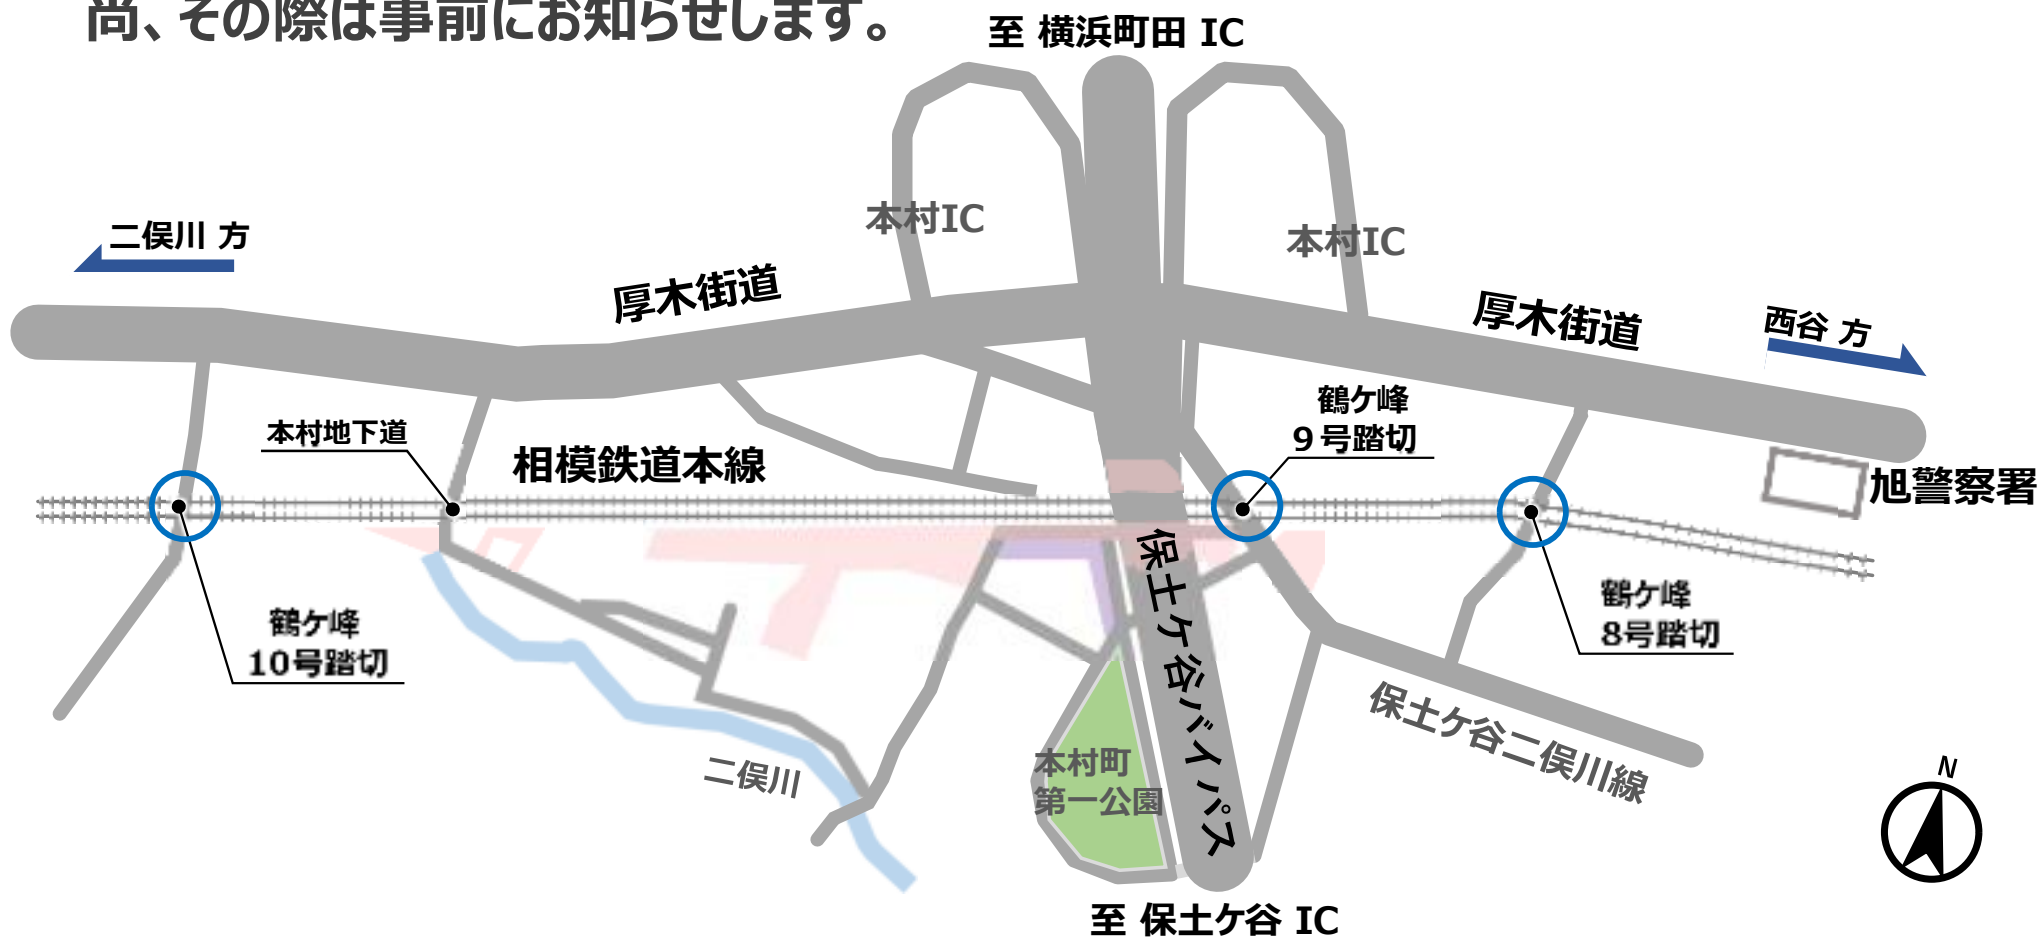 尚、その際は事前にお知らせします。
至 横浜町田 IC
本村IC
本村IC
二俣川 方
厚木街道
厚木街道
西谷 方
鶴ケ峰
９号踏切
本村地下道
相模鉄道本線
旭警察署
保土ケ谷バイパス
鶴ケ峰
10号踏切
鶴ケ峰
8号踏切
保土ケ谷二俣川線
二俣川
本村町
第一公園
N
至 保土ケ谷 IC